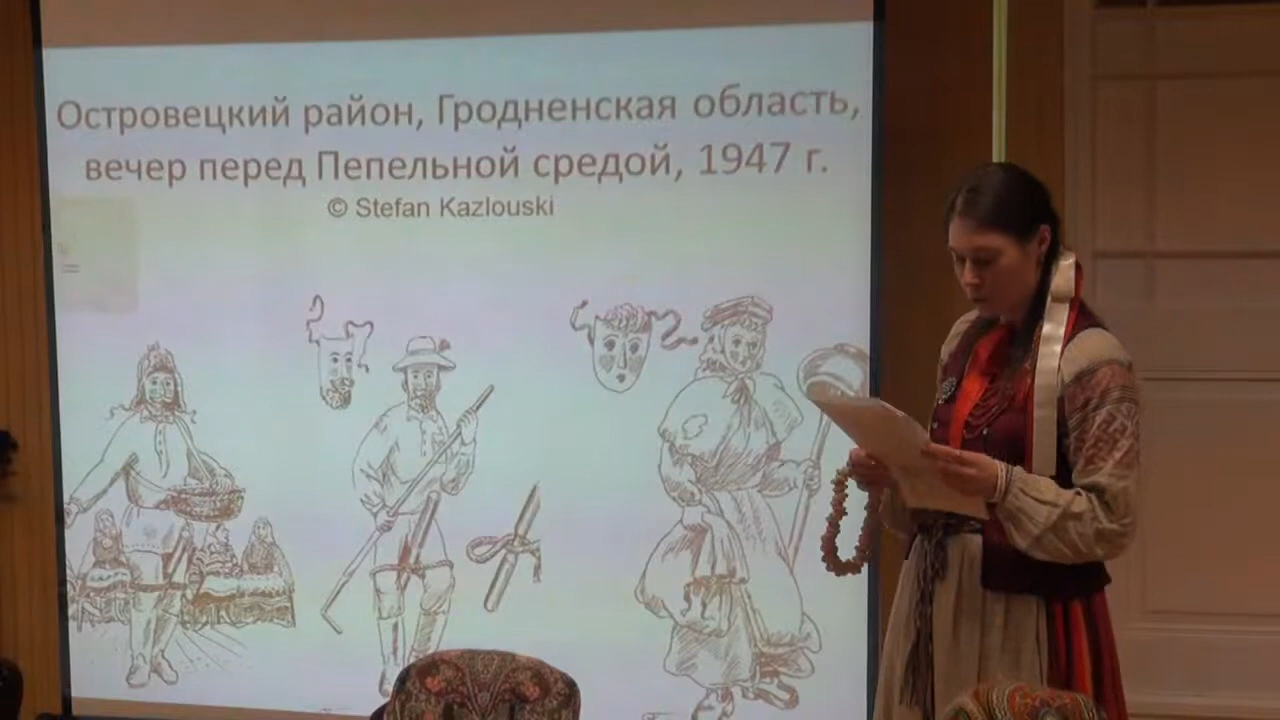 Островецкий район, Гродненская область,
вечер перед Пепельной средой, 1947 г.
© Stefan Kazlouski